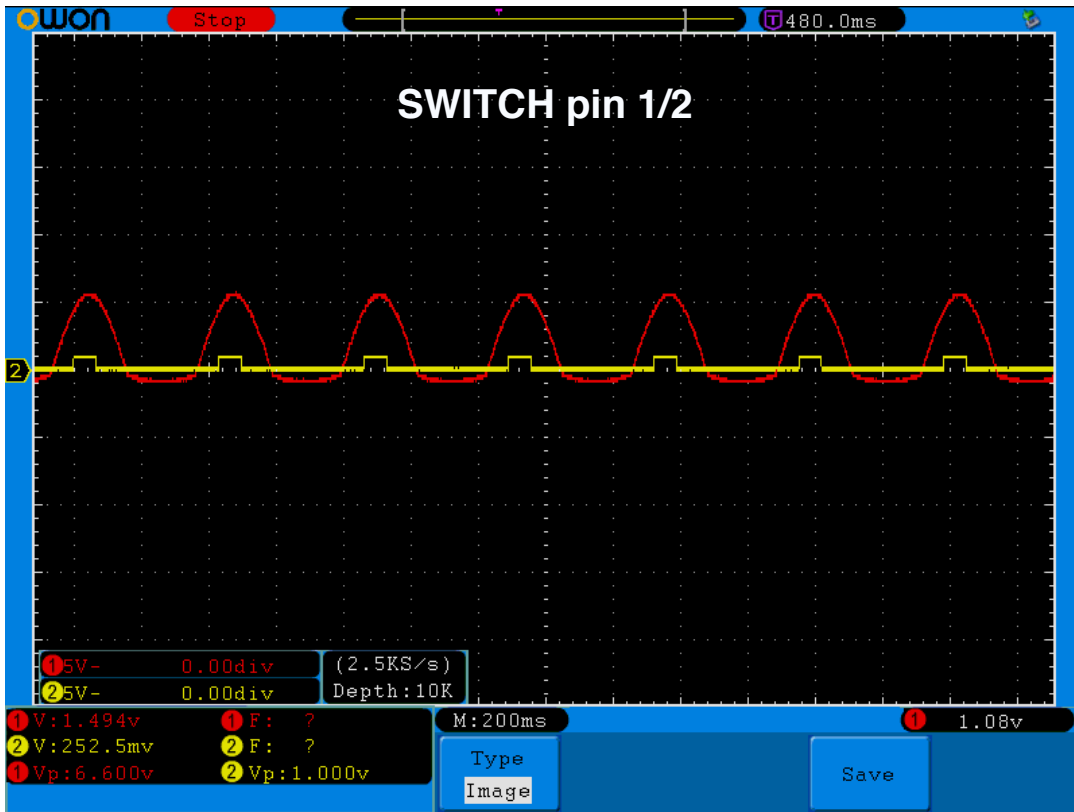 owon Stop T 480.0ms
SWITCH pin 1/2
2
1 5V- 0.00div (2.5KS/s)
2 5V- 0.00div Depth:10K
1 V:1.494v 1 F: ? M:200ms 1 1.08v
2 V:252.5mv 2 F: ?
1 Vp:6.600v 2 Vp:1.000v
Type
Image
Save